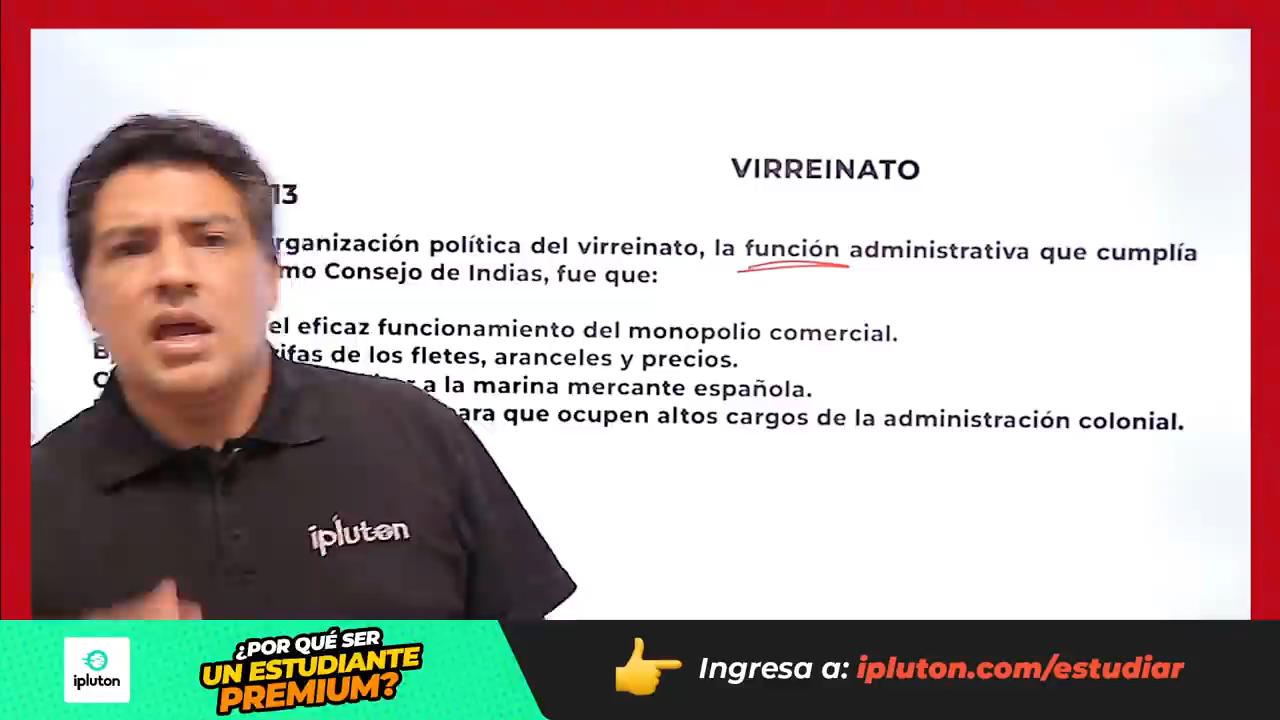 VIRREINATO
13
rganización política del virreinato, la función administrativa que cumplía
mo Consejo de Indias, fue que:
el eficaz funcionamiento del monopolio comercial.
B
ifas de los fletes, aranceles y precios.
C
a la marina mercante española.
para que ocupen altos cargos de la administración colonial.
ipluton
ipluton
¿POR QUÉ SER
UN ESTUDIANTE
PREMIUM?
Ingresa a: ipluton.com/estudiar